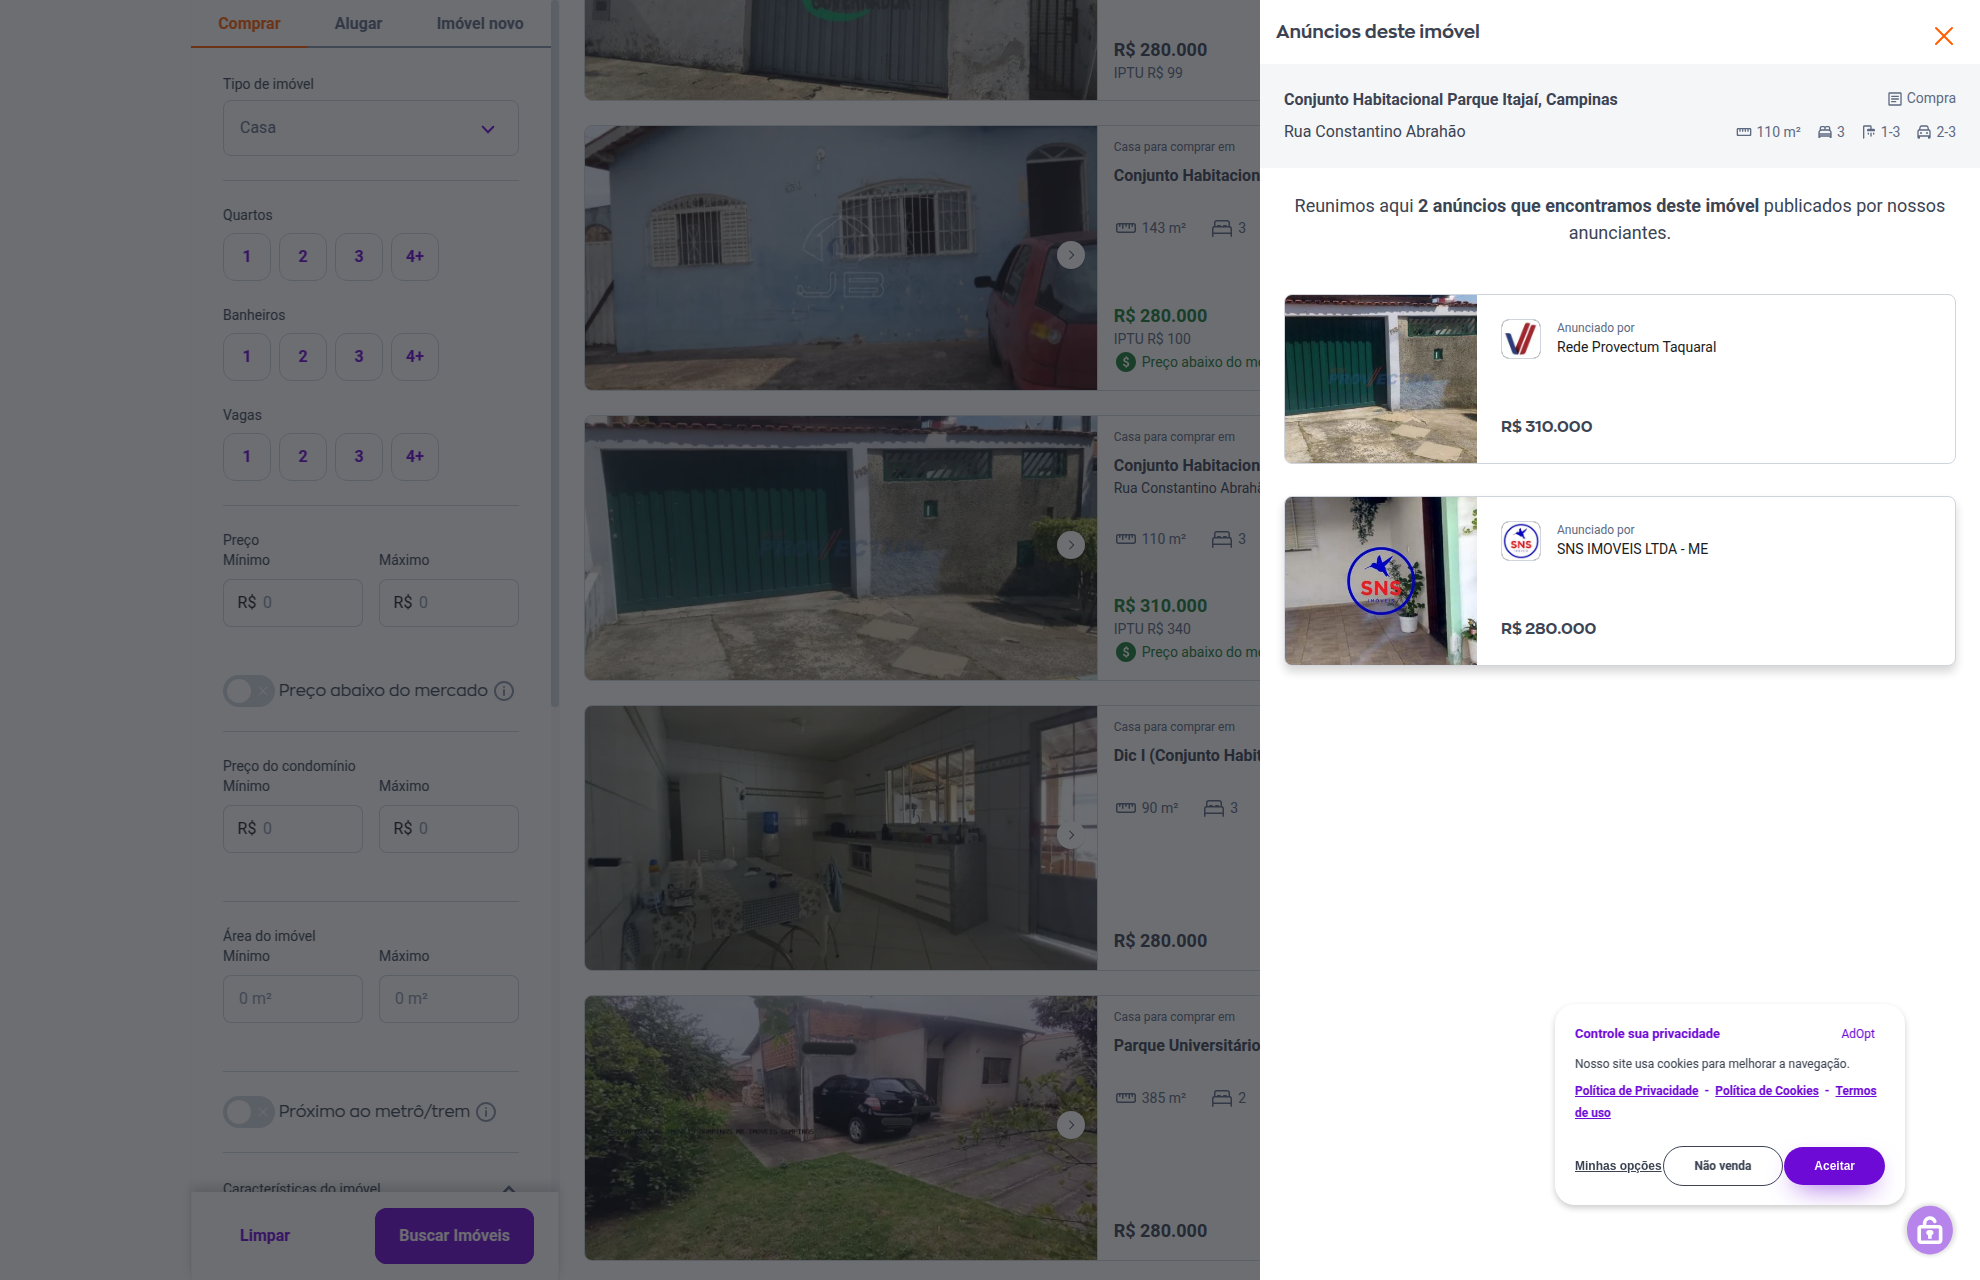 Comprar
Alugar
Imóvel novo
Tipo de imóvel
Casa
Quartos
1
2
3
4+
Banheiros
1
2
3
4+
Vagas
1
2
3
4+
Preço
Mínimo
Máximo
R$ 0
R$ 0
Preço abaixo do mercado
Preço do condomínio
Mínimo
Máximo
R$ 0
R$ 0
Área do imóvel
Mínimo
Máximo
0 m²
0 m²
Próximo ao metrô/trem
Características do imóvel
Limpar
Buscar Imóveis
GOVERNADOR
R$ 280.000
IPTU R$ 99
JB
Casa para comprar em
Conjunto Habitacion
143 m²
3
R$ 280.000
IPTU R$ 100
Preço abaixo do me
PROVECTUM
Casa para comprar em
Conjunto Habitacion
Rua Constantino Abrahã
110 m²
3
R$ 310.000
IPTU R$ 340
Preço abaixo do me
Casa para comprar em
Dic I (Conjunto Habit
90 m²
3
R$ 280.000
Casa para comprar em
Parque Universitário
385 m²
2
R$ 280.000
Anúncios deste imóvel
Conjunto Habitacional Parque Itajaí, Campinas
Compra
Rua Constantino Abrahão
110 m²
3
1-3
2-3
Reunimos aqui 2 anúncios que encontramos deste imóvel publicados por nossos
anunciantes.
PROVECTUM
Anunciado por
Rede Provectum Taquaral
R$ 310.000
SNS
IMÓVEIS
SNS
Anunciado por
SNS IMOVEIS LTDA - ME
R$ 280.000
Controle sua privacidade
AdOpt
Nosso site usa cookies para melhorar a navegação.
Política de Privacidade - Política de Cookies - Termos
de uso
Minhas opções
Não venda
Aceitar